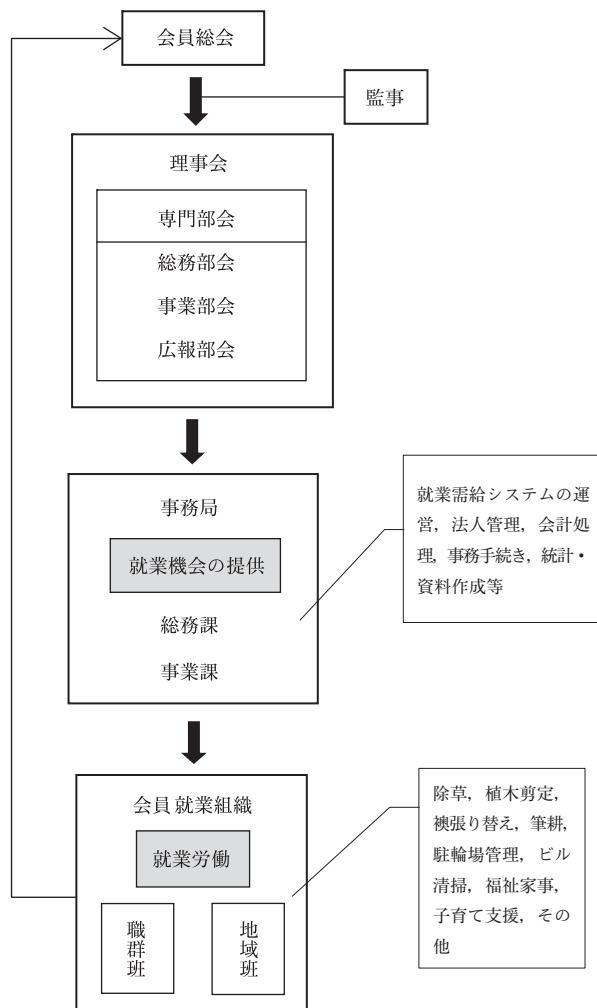 会員総会
監事
理事会
専門部会
総務部会
事業部会
広報部会
事務局
就業機会の提供
総務課
事業課
就業需給システムの運
営，法人管理，会計処
理，事務手続き，統計・
資料作成等
会員就業組織
就業労働
職群班
地域班
除草，植木剪定，
襖張り替え，筆耕，
駐輪場管理，ビル
清掃，福祉家事，
子育て支援，その
他